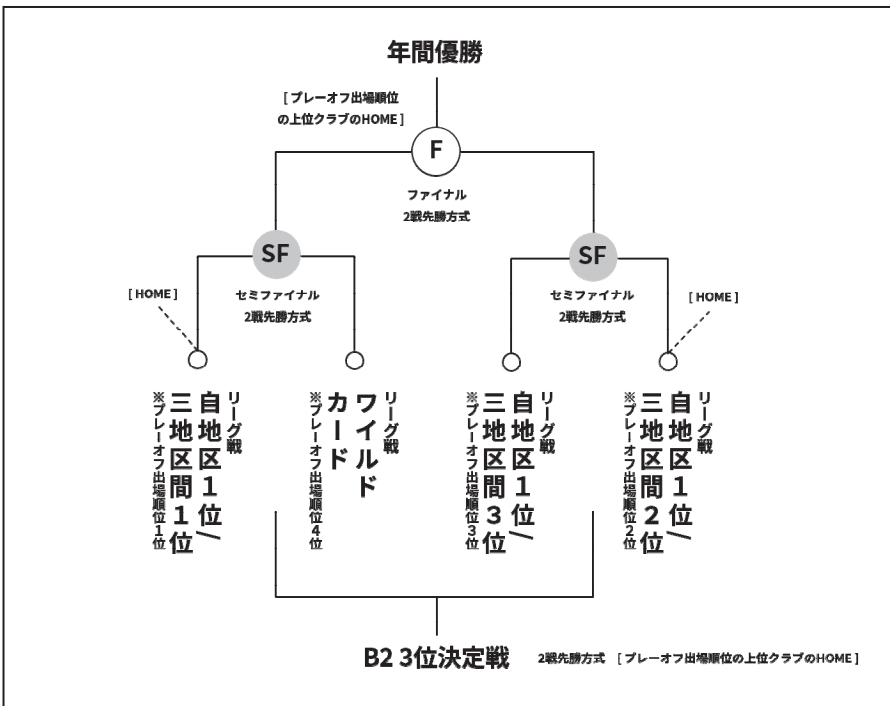 年間優勝
[ プレーオフ出場順位
の上位クラブのHOME ]
F
ファイナル
2戦先勝方式
SF
セミファイナル
2戦先勝方式
[ HOME ]
SF
セミファイナル
2戦先勝方式
[ HOME ]
リーグ戦
自地区1位/
三地区間1位
※プレーオフ出場順位1位
リーグ戦
ワイルド
カード
※プレーオフ出場順位4位
リーグ戦
自地区1位/
三地区間3位
※プレーオフ出場順位3位
リーグ戦
自地区1位/
三地区間2位
※プレーオフ出場順位2位
B2 3位決定戦 2戦先勝方式 [ プレーオフ出場順位の上位クラブのHOME ]